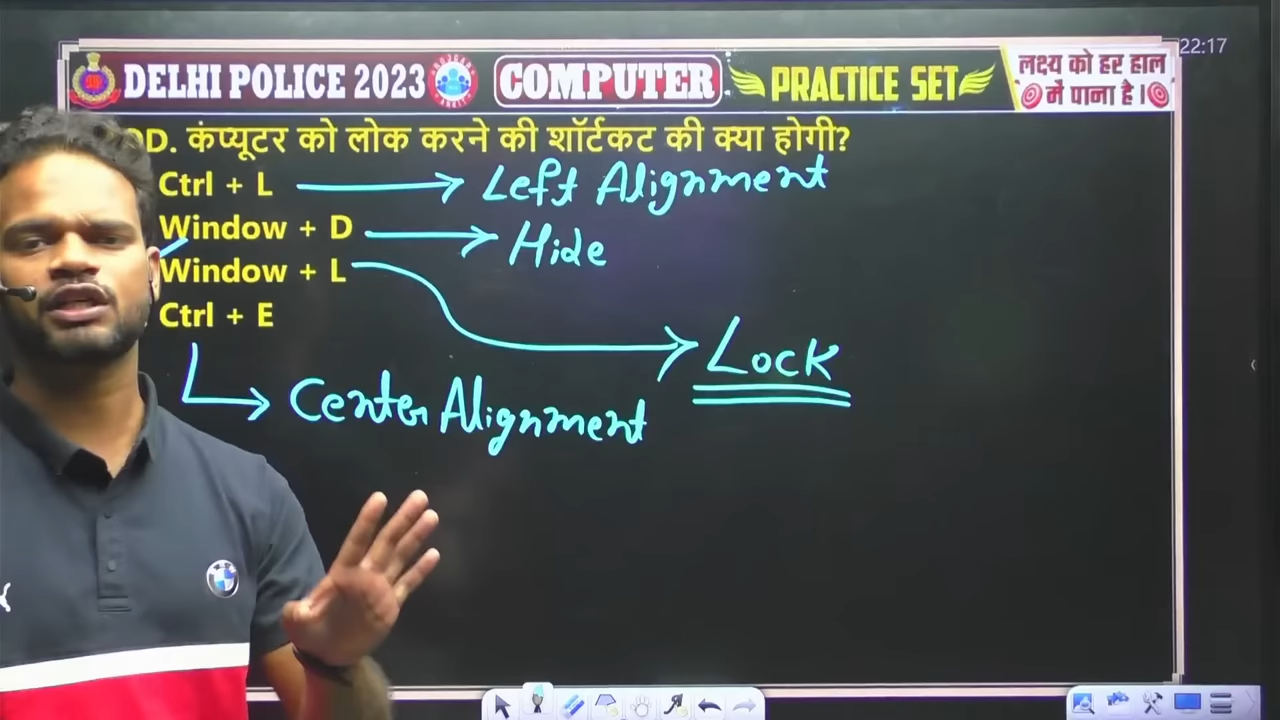 22:17
DELHI POLICE 2023 COMPUTER PRACTICE SET
लक्ष्य को हर हाल
में पाना है।
D. कंप्यूटर को लोक करने की शॉर्टकट की क्या होगी?
Ctrl + L Left Alignment
Window + D Hide
Window + L Lock
Ctrl + E
Center Alignment